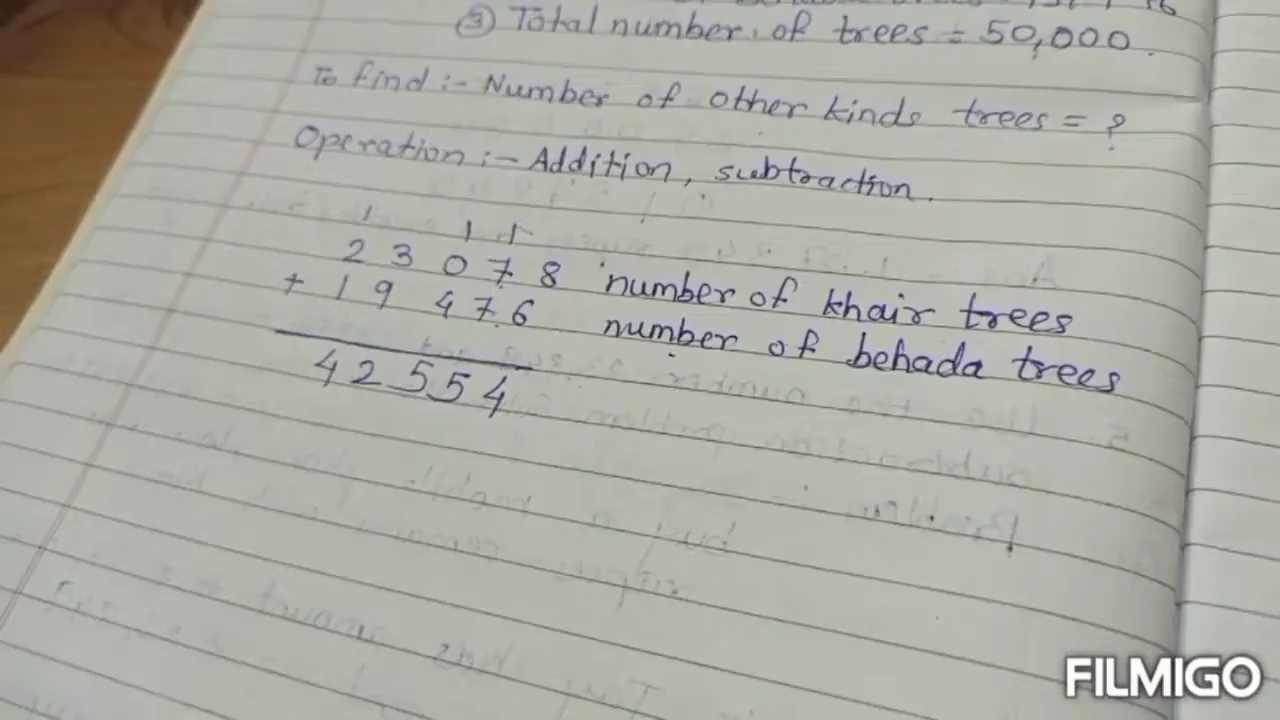 ③ Total number of trees = 50,000.
To find :- Number of other kinds trees = ?
Operation :- Addition, subtraction.
1 1 1
2 3 0 7 8 number of khair trees
+ 1 9 4 7 6 number of behada trees
4 2 5 5 4
FILMIGO